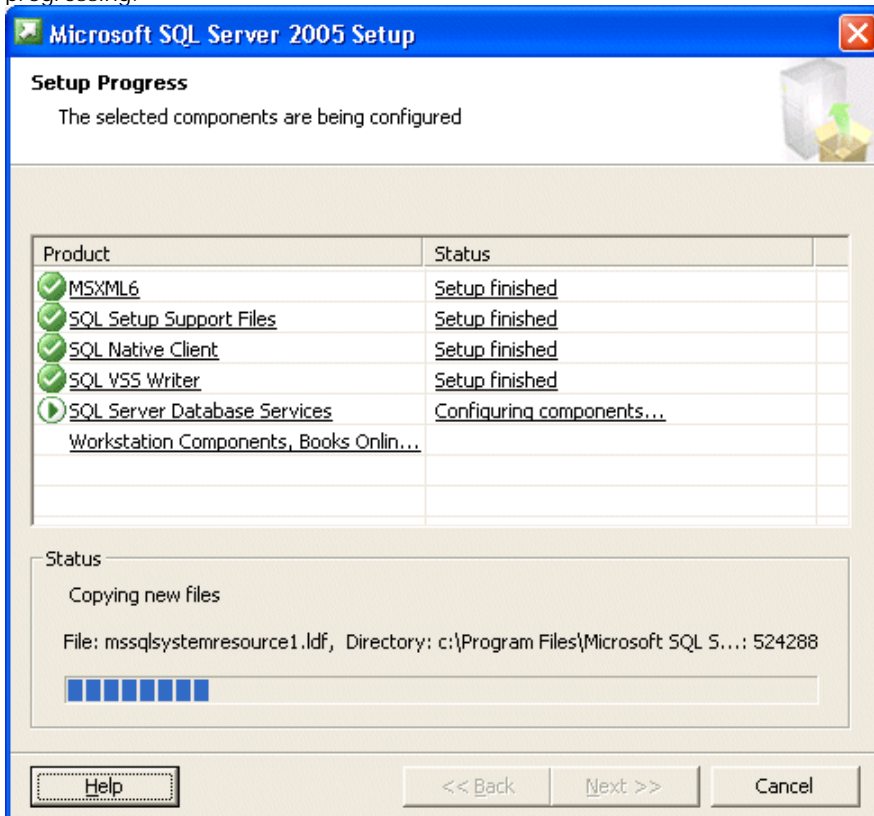 progressing.
Microsoft SQL Server 2005 Setup
Setup Progress
The selected components are being configured
Product Status
MSXML6 Setup finished
SQL Setup Support Files Setup finished
SQL Native Client Setup finished
SQL VSS Writer Setup finished
SQL Server Database Services Configuring components...
Workstation Components, Books Onlin...
Status
Copying new files
File: mssqlsystemresource1.ldf, Directory: c:\Program Files\Microsoft SQL S...: 524288
Help << Back Next >> Cancel